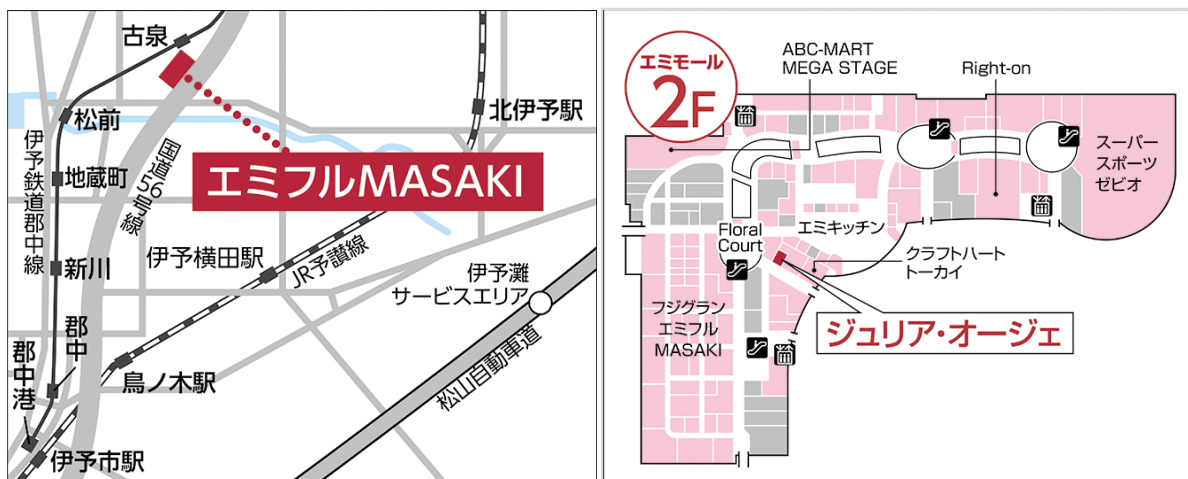 古泉
松前
北伊予駅
伊予鉄道郡中線
地蔵町
国道56号線
エミフルMASAKI
新川
伊予横田駅
JR予讃線
伊予灘
サービスエリア
郡中
郡中港
鳥ノ木駅
松山自動車道
伊予市駅
エミモール
2F
ABC-MART
MEGA STAGE
Right-on
スーパー
スポーツ
ゼビオ
Floral
Court
エミキッチン
クラフトハート
トーカイ
フジグラン
エミフル
MASAKI
ジュリア・オージェ